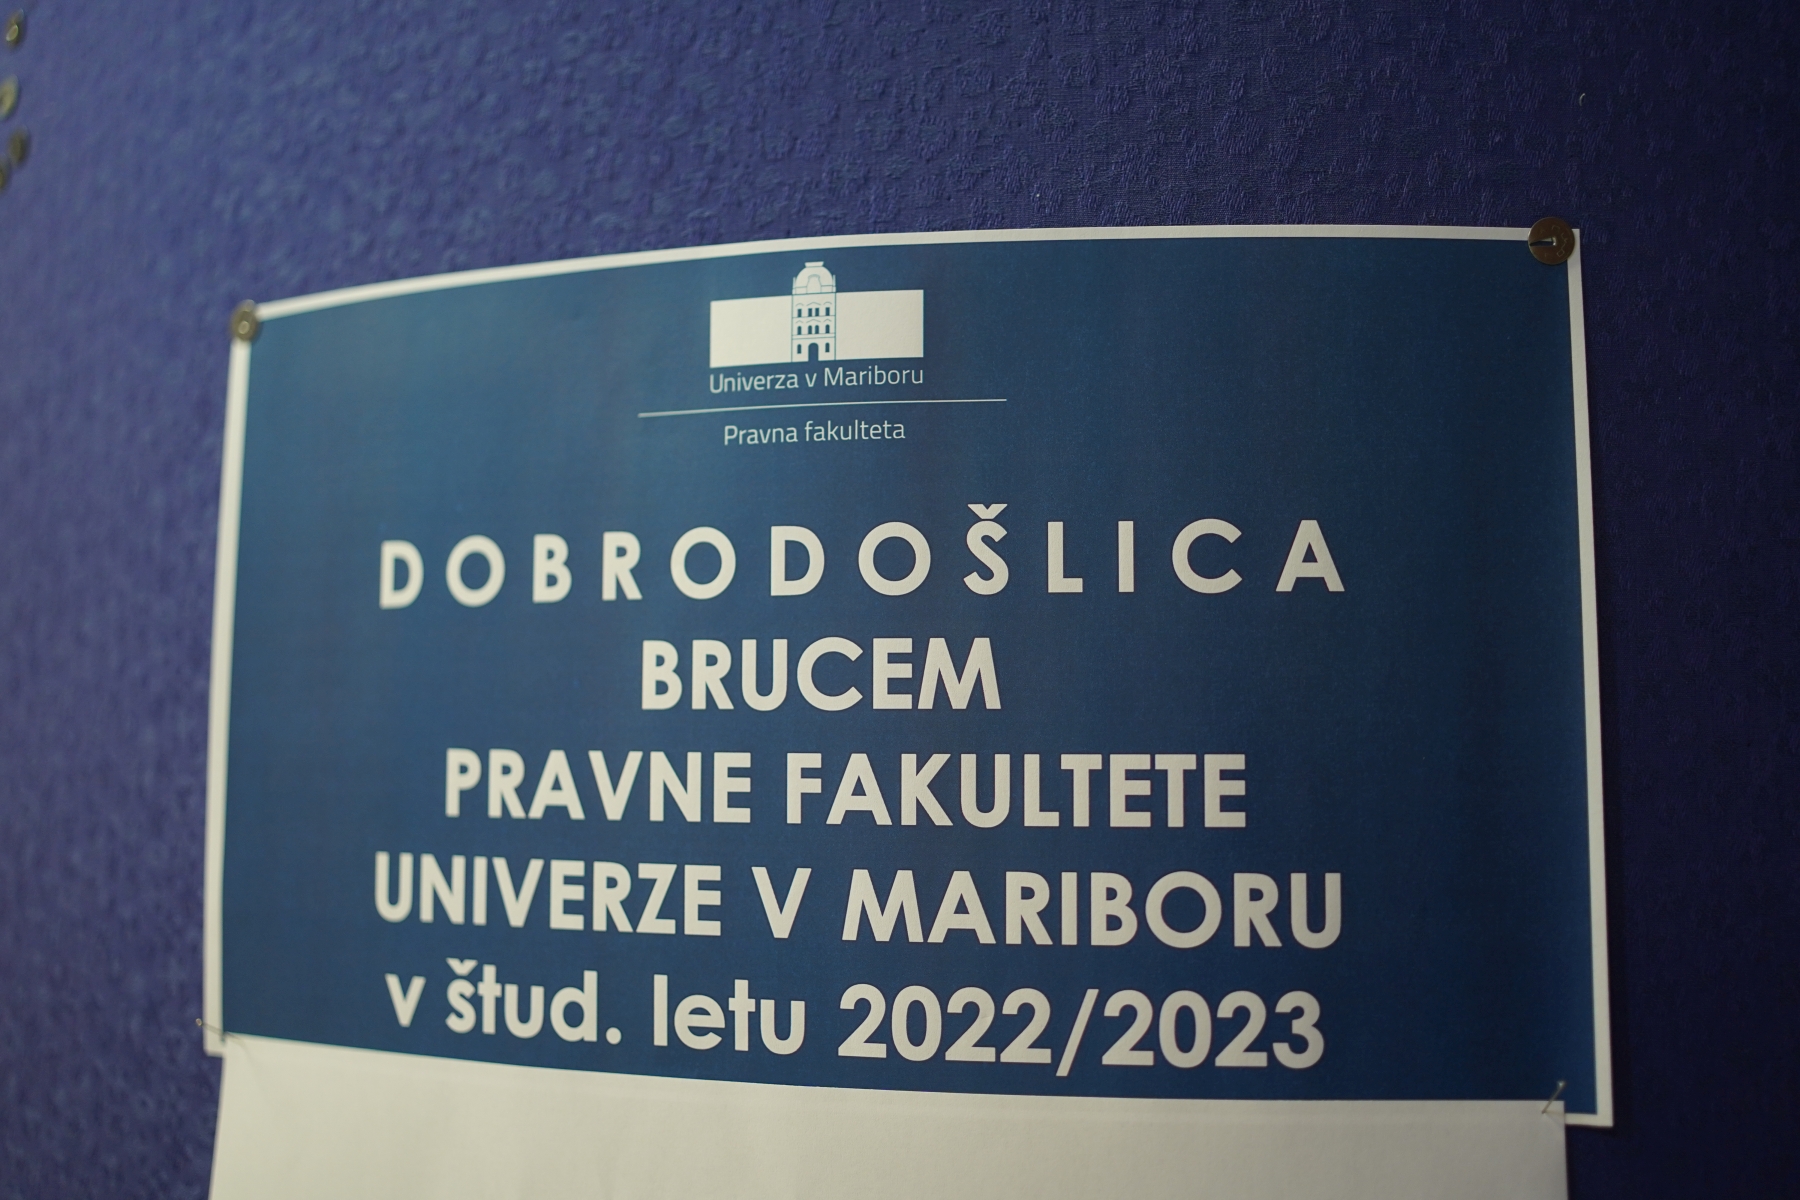 Univerza v Mariboru
Pravna fakulteta
DOBRODOŠLICA
BRUCEM
PRAVNE FAKULTETE
UNIVERZE V MARIBORU
v štud. letu 2022/2023